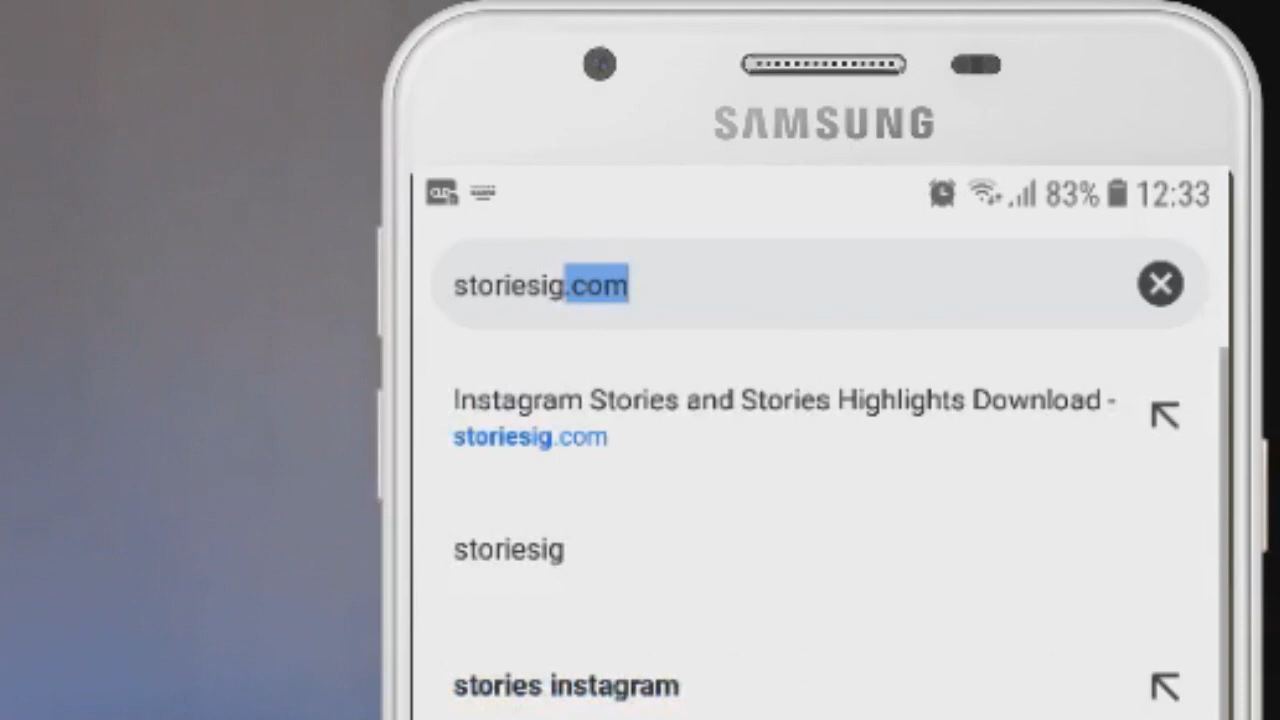 SAMSUNG
83% 12:33
storiesig.com
Instagram Stories and Stories Highlights Download -
storiesig.com
storiesig
stories instagram